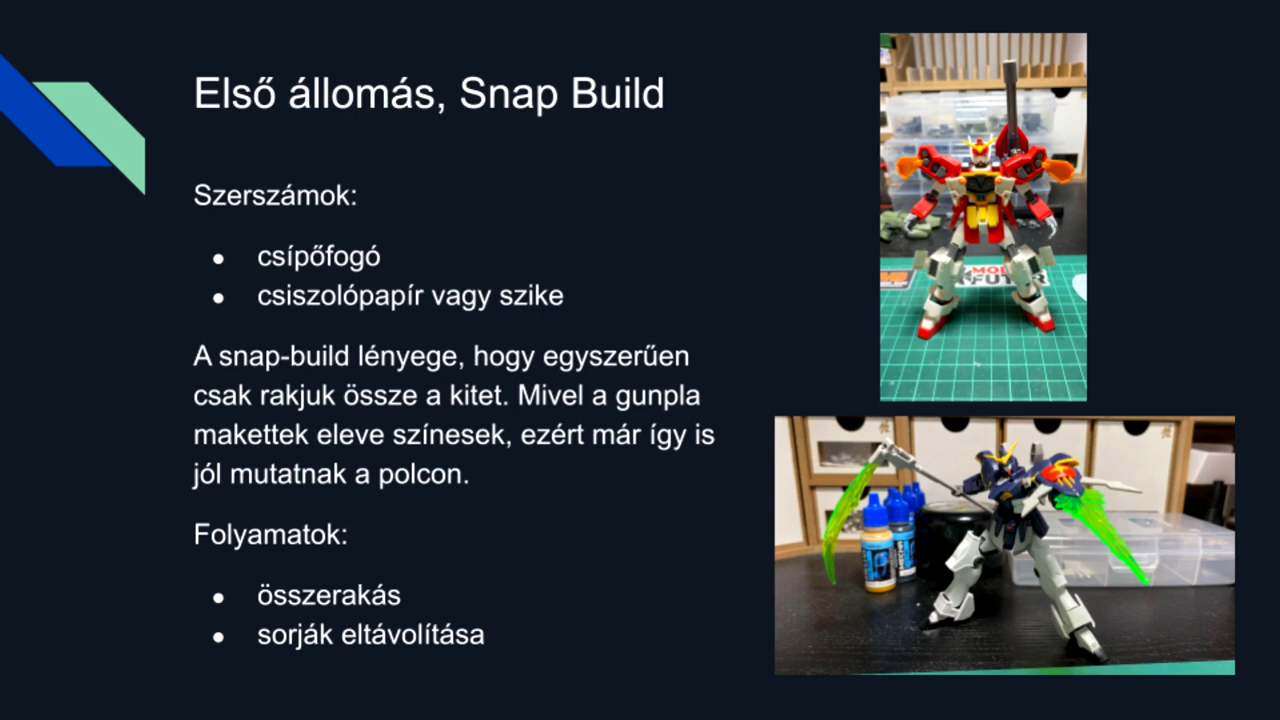 Első állomás, Snap Build
Szerszámok:
● csípőfogó
● csiszolópapír vagy szike
A snap-build lényege, hogy egyszerűen
csak rakjuk össze a kitet. Mivel a gunpla
makettek eleve színesek, ezért már így is
jól mutatnak a polcon.
Folyamatok:
● összerakás
● sorják eltávolítása